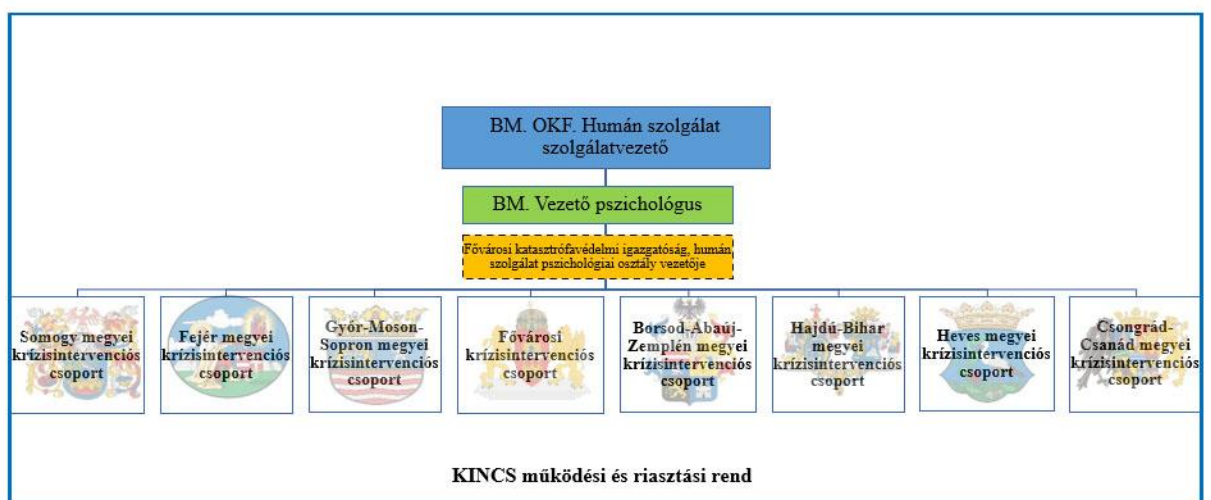 BM. OKF. Humán szolgálat
szolgálatvezető
BM. Vezető pszichológus
Fővárosi katasztrófavédelmi igazgatóság, humán
szolgálat pszichológiai osztály vezetője
Somogy megyei
krízisintervenciós
csoport
Fejér megyei
krízisintervenciós
csoport
Győr-Moson-
Sopron megyei
krízisintervenciós
csoport
Fővárosi
krízisintervenciós
csoport
Borsod-Abaúj-
Zemplén megyei
krízisintervenciós
csoport
Hajdú-Bihar
megyei
krízisintervenciós
csoport
Heves megyei
krízisintervenciós
csoport
Csongrád-
Csanád megyei
krízisintervenciós
csoport
KINCS működési és riasztási rend